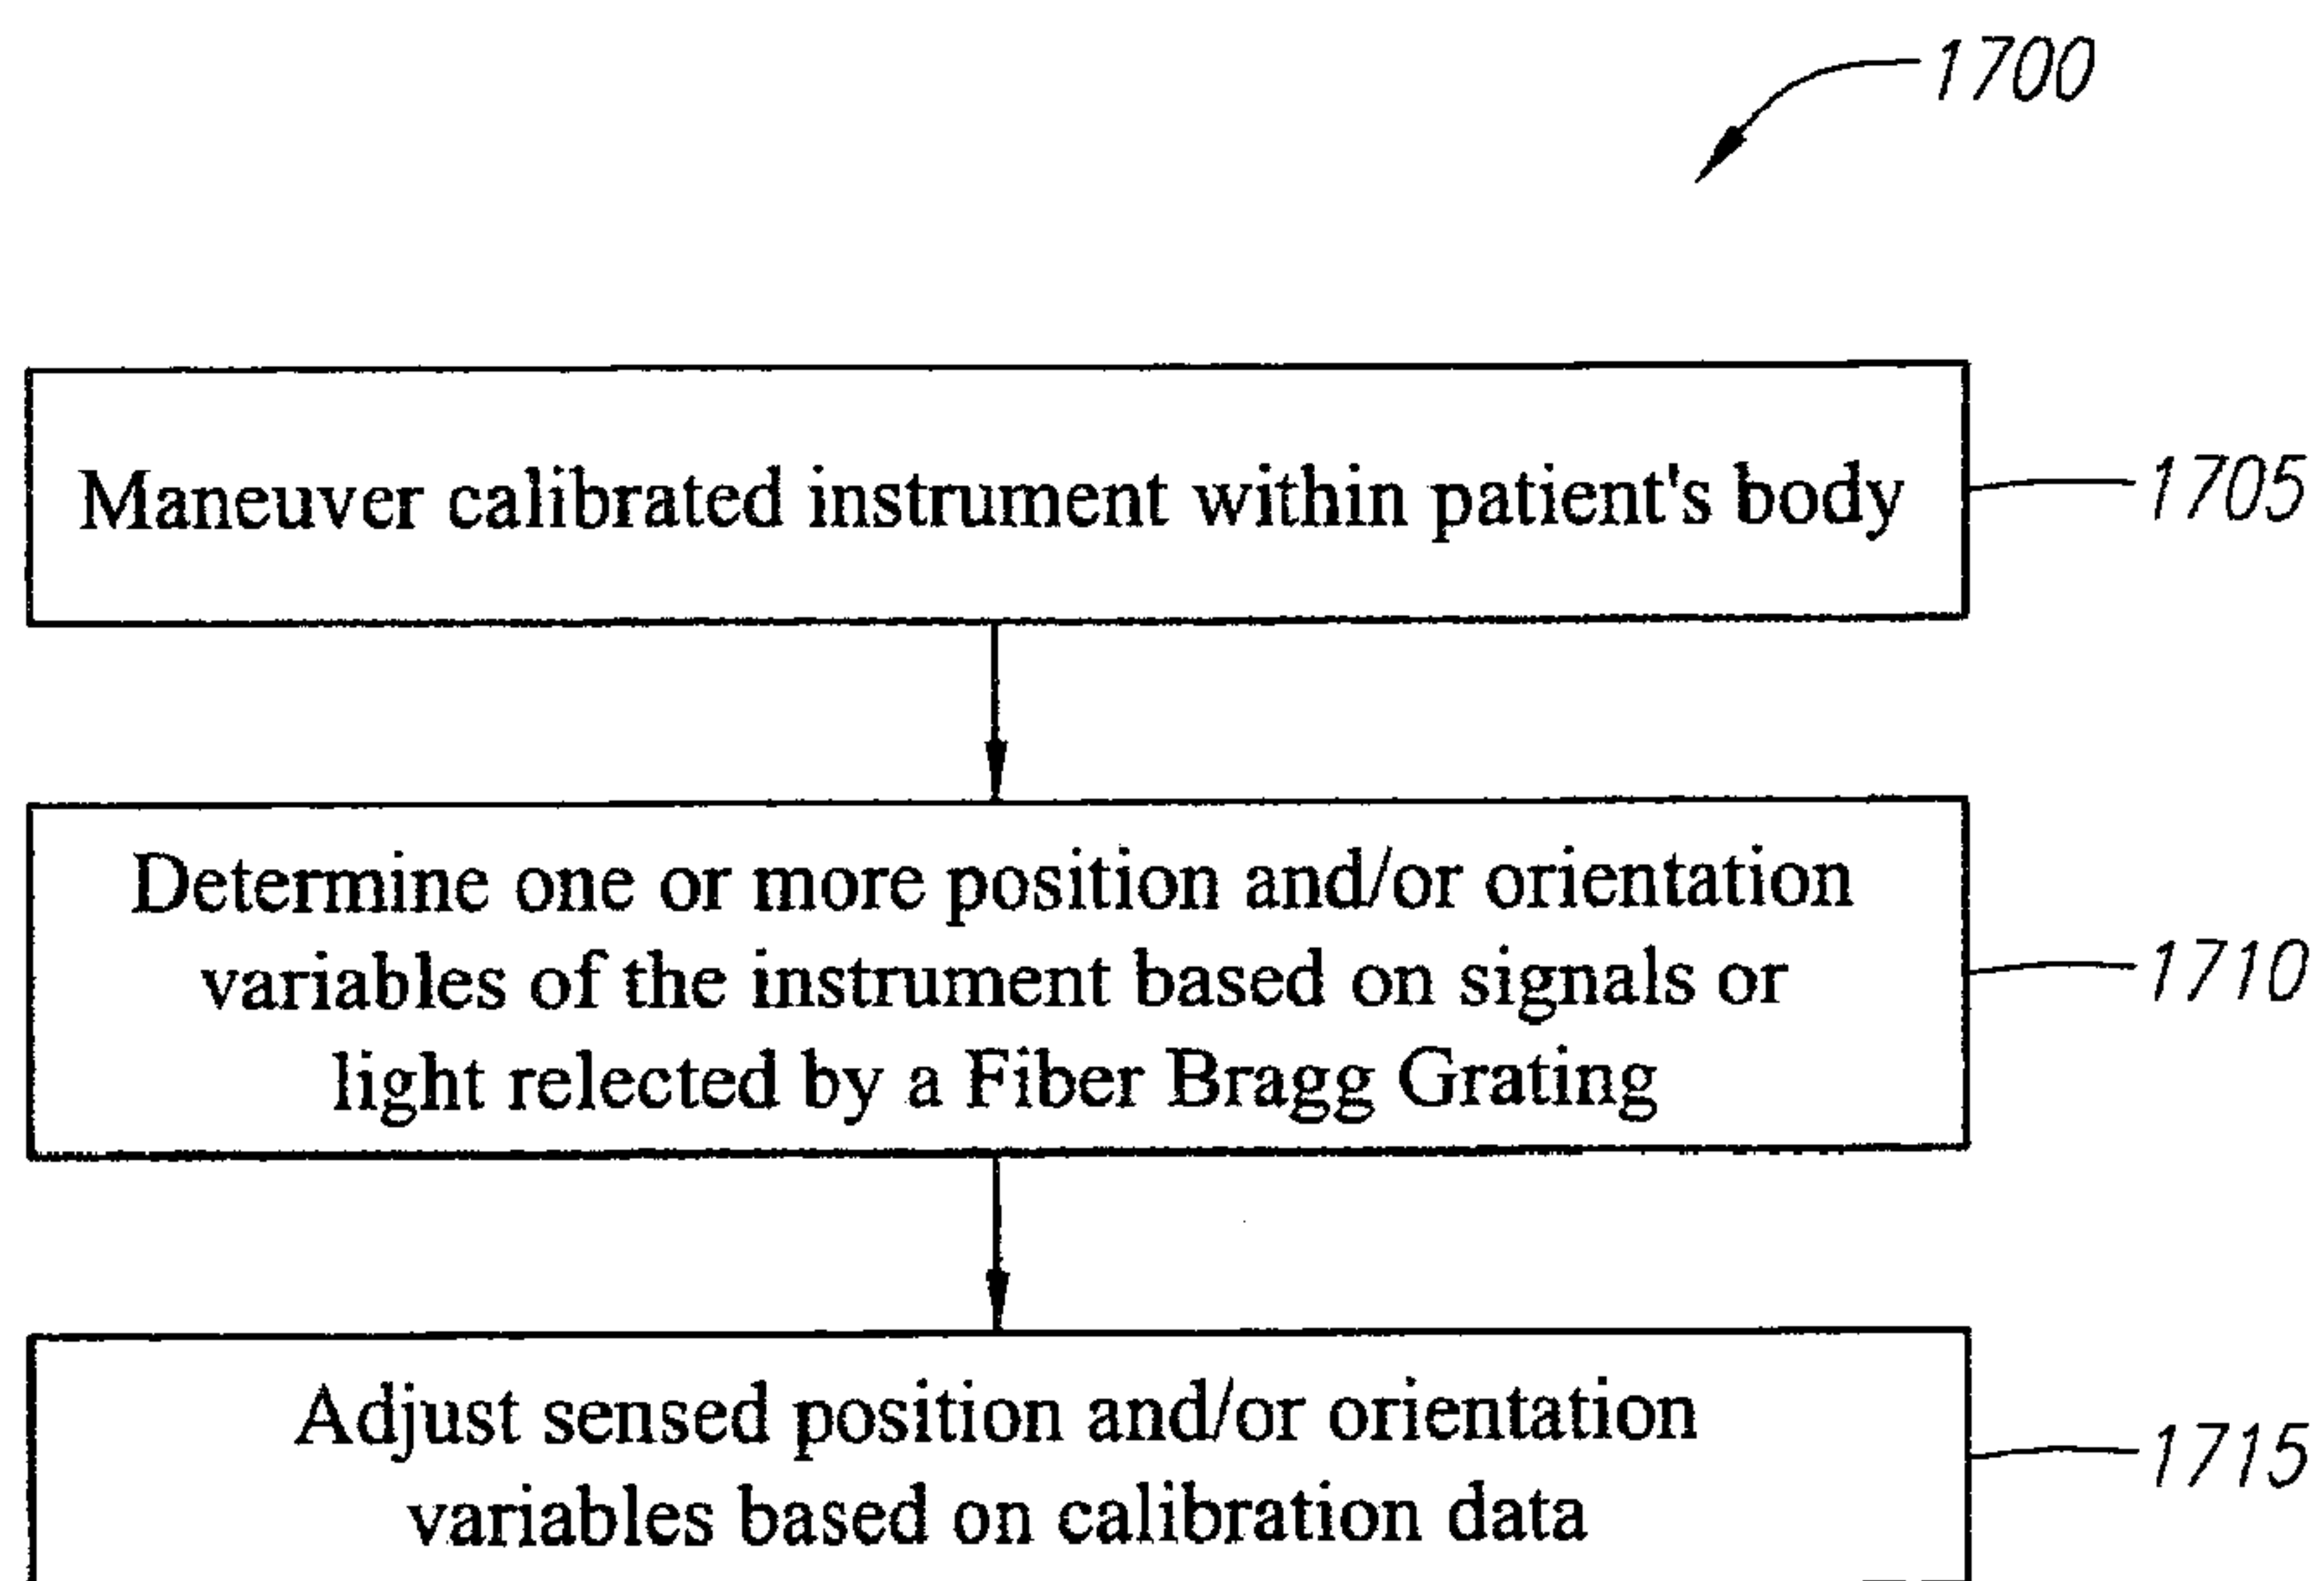 1700
Maneuver calibrated instrument within patient's body
1705
Determine one or more position and/or orientation
variables of the instrument based on signals or
light relected by a Fiber Bragg Grating
1710
Adjust sensed position and/or orientation
variables based on calibration data
1715